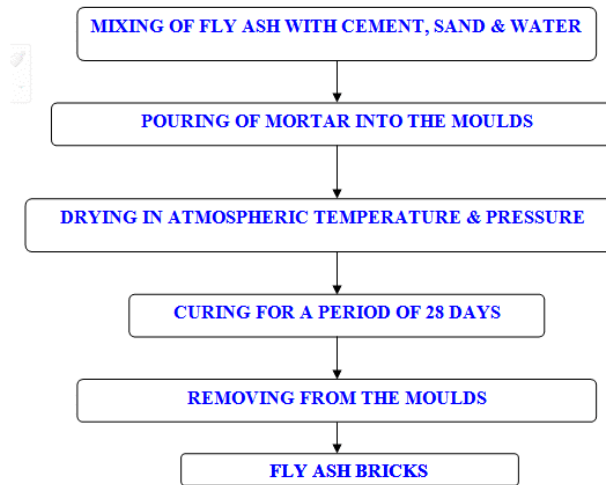 MIXING OF FLY ASH WITH CEMENT, SAND & WATER
POURING OF MORTAR INTO THE MOULDS
DRYING IN ATMOSPHERIC TEMPERATURE & PRESSURE
CURING FOR A PERIOD OF 28 DAYS
REMOVING FROM THE MOULDS
FLY ASH BRICKS